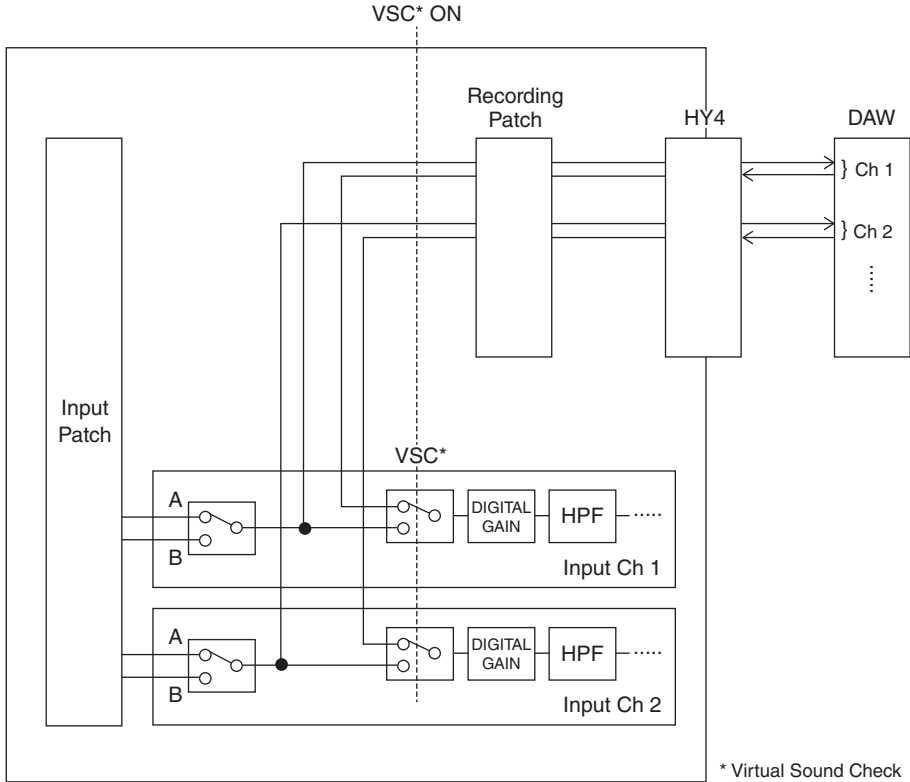 VSC* ON
Recording
Patch
HY4
DAW
} Ch 1
} Ch 2
.....
Input
Patch
VSC*
A
B
DIGITAL
GAIN
HPF
.....
Input Ch 1
A
B
DIGITAL
GAIN
HPF
.....
Input Ch 2
* Virtual Sound Check